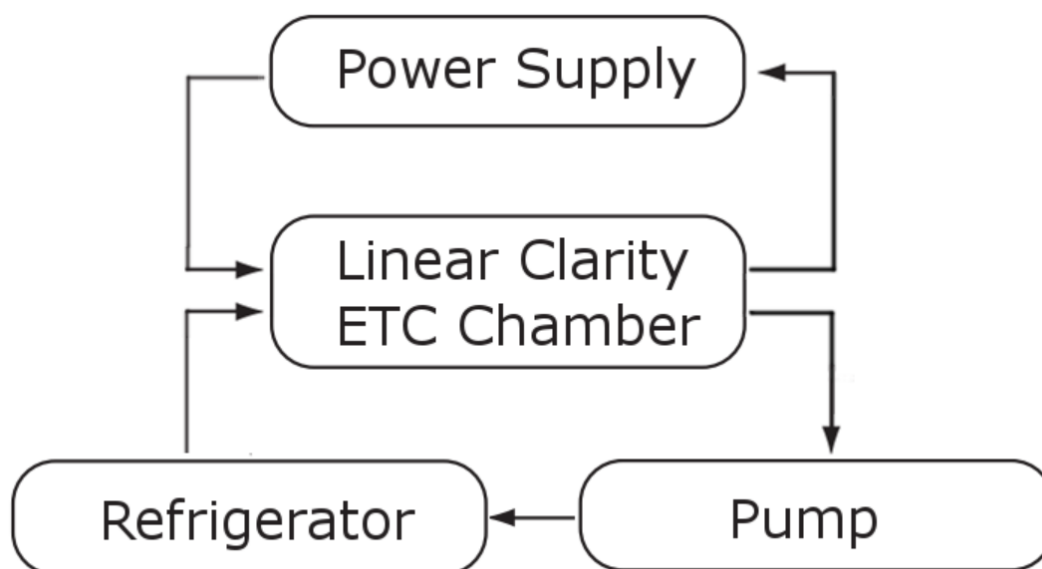 Power Supply
Linear Clarity
ETC Chamber
Refrigerator
Pump